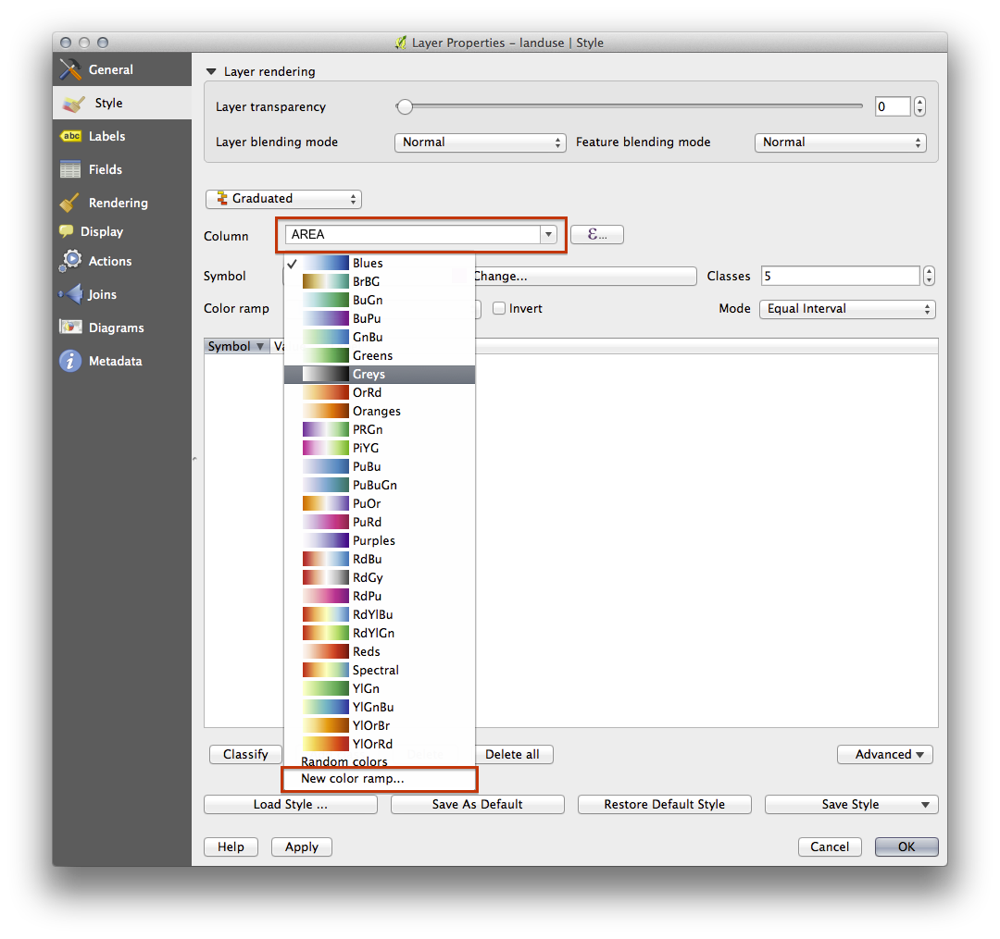 Layer Properties – landuse | Style
General
Style
abc Labels
Fields
Rendering
Display
Actions
Joins
Diagrams
i Metadata
Layer rendering
Layer transparency 0
Layer blending mode Normal Feature blending mode Normal
Graduated
Column AREA Ɛ...
Symbol Change... Classes 5
Color ramp Invert Mode Equal Interval
Symbol
Blues
BrBG
BuGn
BuPu
GnBu
Greens
Greys
OrRd
Oranges
PRGn
PiYG
PuBu
PuBuGn
PuOr
PuRd
Purples
RdBu
RdGy
RdPu
RdYlBu
RdYlGn
Reds
Spectral
YlGn
YlGnBu
YlOrBr
YlOrRd
Random colors
New color ramp...
Classify Delete all Advanced
Load Style ... Save As Default Restore Default Style Save Style
Help Apply Cancel OK